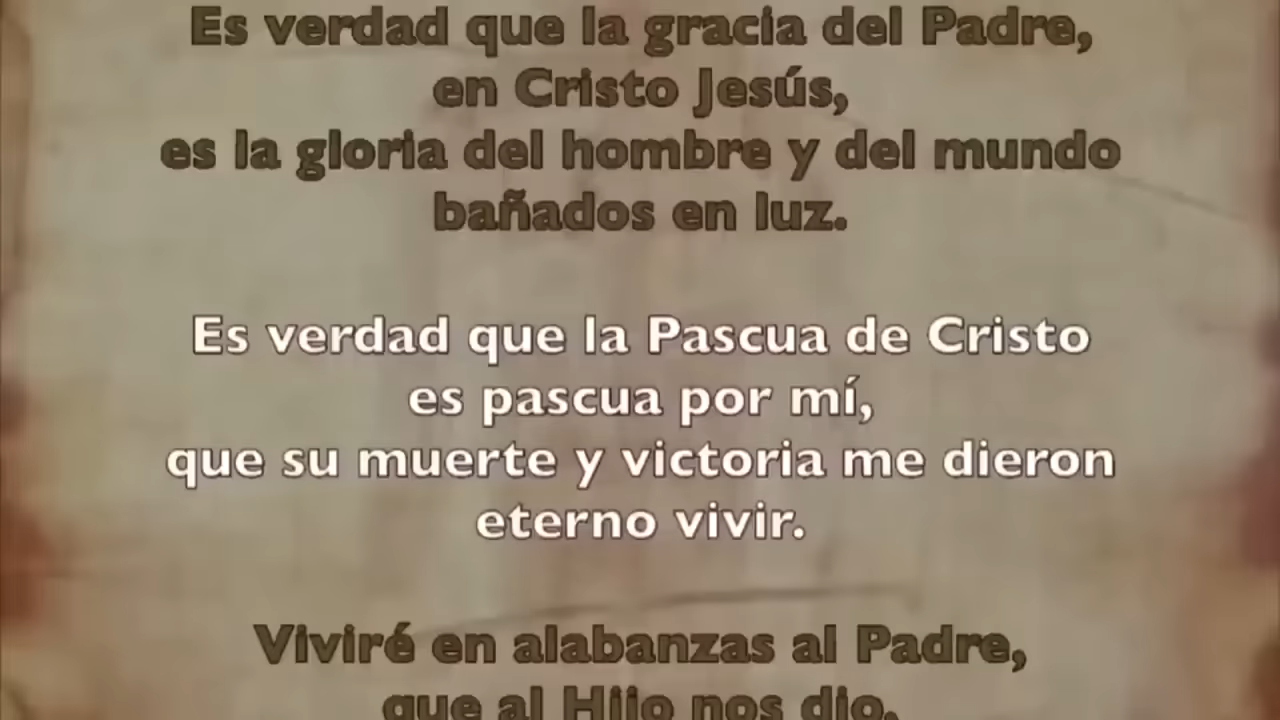 Es verdad que la gracia del Padre,
en Cristo Jesús,
es la gloria del hombre y del mundo
bañados en luz.
Es verdad que la Pascua de Cristo
es pascua por mí,
que su muerte y victoria me dieron
eterno vivir.
Viviré en alabanzas al Padre,
que al Hijo nos dio,